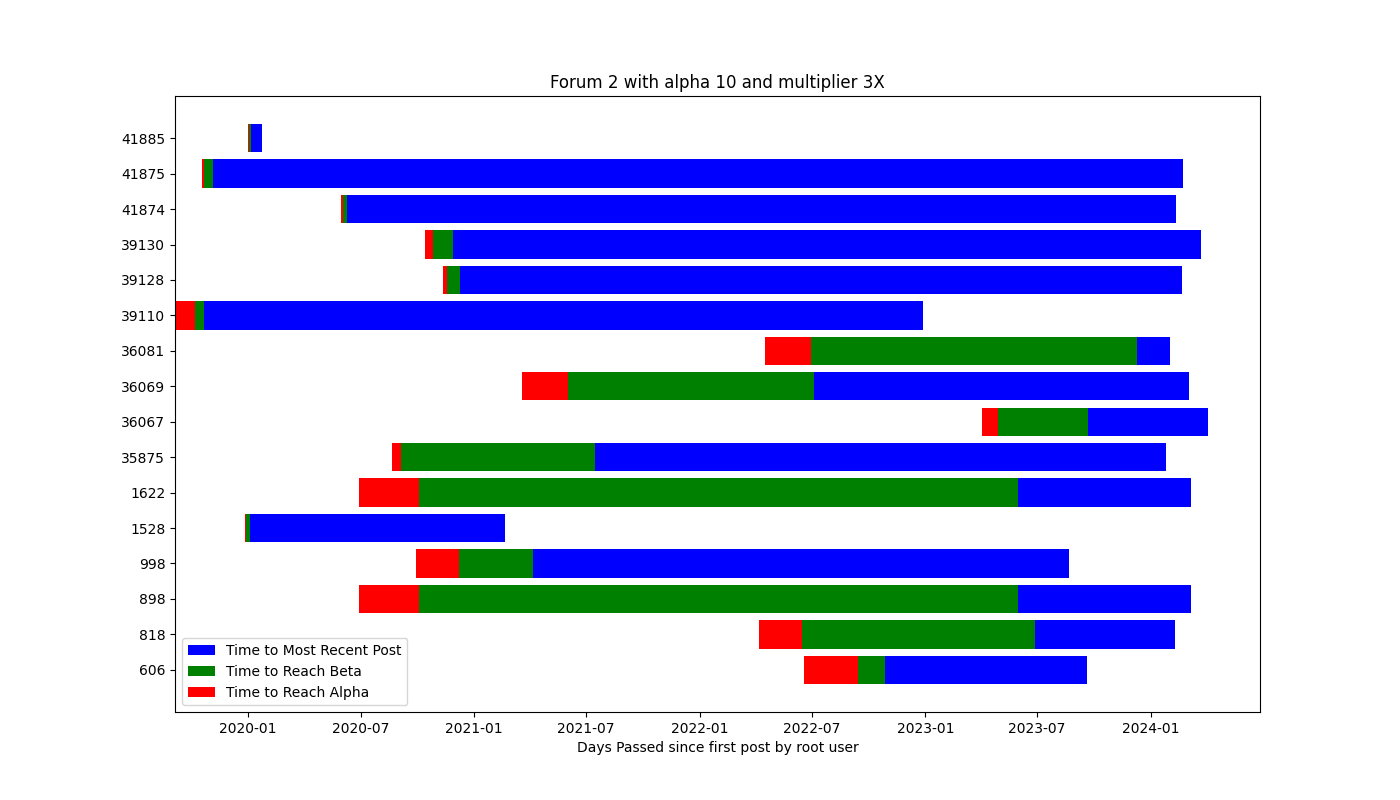 Forum 2 with alpha 10 and multiplier 3X
41885
41875
41874
39130
39128
39110
36081
36069
36067
35875
1622
1528
998
898
818
606
Time to Most Recent Post
Time to Reach Beta
Time to Reach Alpha
2020-01 2020-07 2021-01 2021-07 2022-01 2022-07 2023-01 2023-07 2024-01
Days Passed since first post by root user